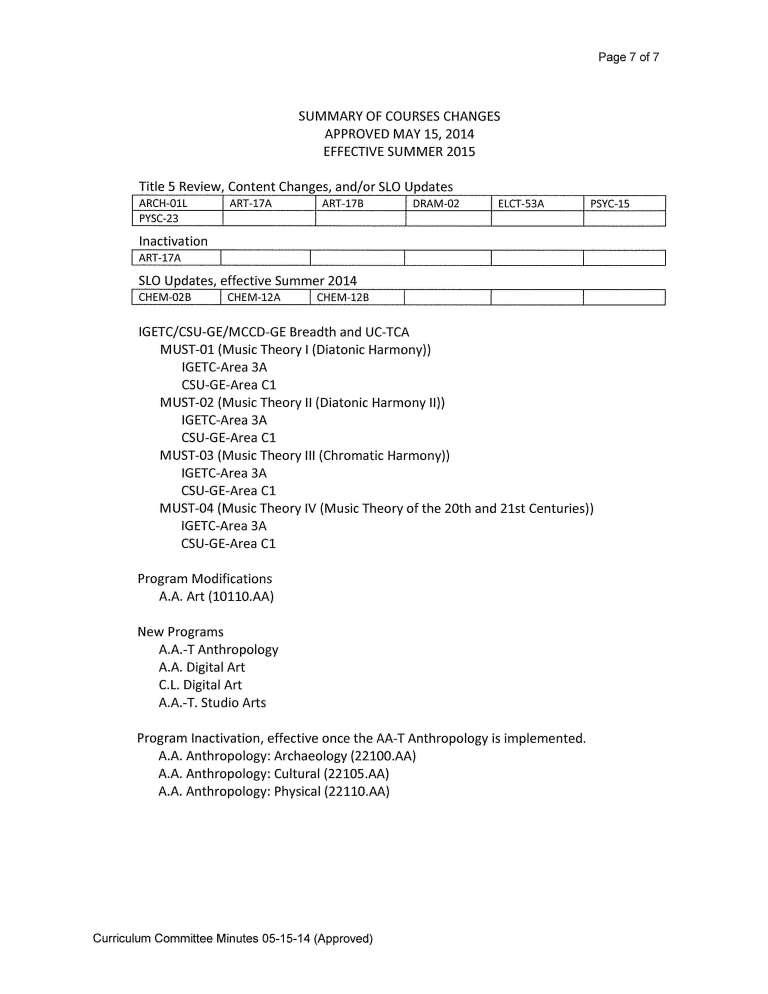 Page 7 of 7
SUMMARY OF COURSES CHANGES
APPROVED MAY 15, 2014
EFFECTIVE SUMMER 2015
Title 5 Review, Content Changes, and/or SLO Updates
ARCH-01L ART-17A ART-17B DRAM-02 ELCT-53A PSYC-15
PYSC-23
Inactivation
ART-17A
SLO Updates, effective Summer 2014
CHEM-02B CHEM-12A CHEM-12B
IGETC/CSU-GE/MCCD-GE Breadth and UC-TCA
MUST-01 (Music Theory I (Diatonic Harmony))
IGETC-Area 3A
CSU-GE-Area C1
MUST-02 (Music Theory II (Diatonic Harmony II))
IGETC-Area 3A
CSU-GE-Area C1
MUST-03 (Music Theory III (Chromatic Harmony))
IGETC-Area 3A
CSU-GE-Area C1
MUST-04 (Music Theory IV (Music Theory of the 20th and 21st Centuries))
IGETC-Area 3A
CSU-GE-Area C1
Program Modifications
A.A. Art (10110.AA)
New Programs
A.A.-T Anthropology
A.A. Digital Art
C.L. Digital Art
A.A.-T. Studio Arts
Program Inactivation, effective once the AA-T Anthropology is implemented.
A.A. Anthropology: Archaeology (22100.AA)
A.A. Anthropology: Cultural (22105.AA)
A.A. Anthropology: Physical (22110.AA)
Curriculum Committee Minutes 05-15-14 (Approved)